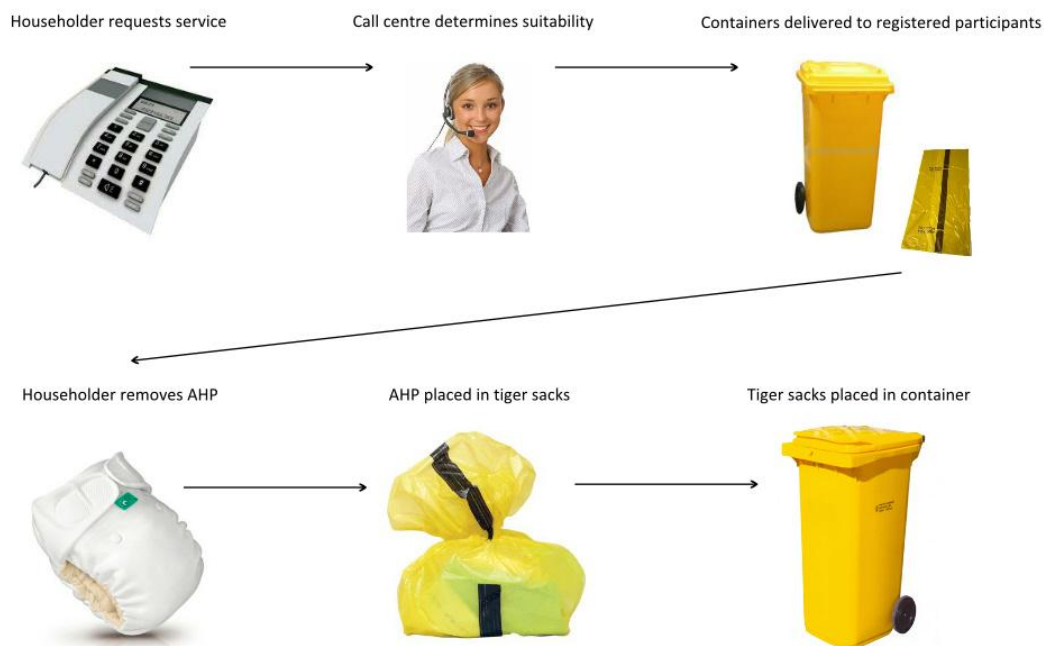 Householder requests service
Call centre determines suitability
Containers delivered to registered participants
Householder removes AHP
AHP placed in tiger sacks
Tiger sacks placed in container